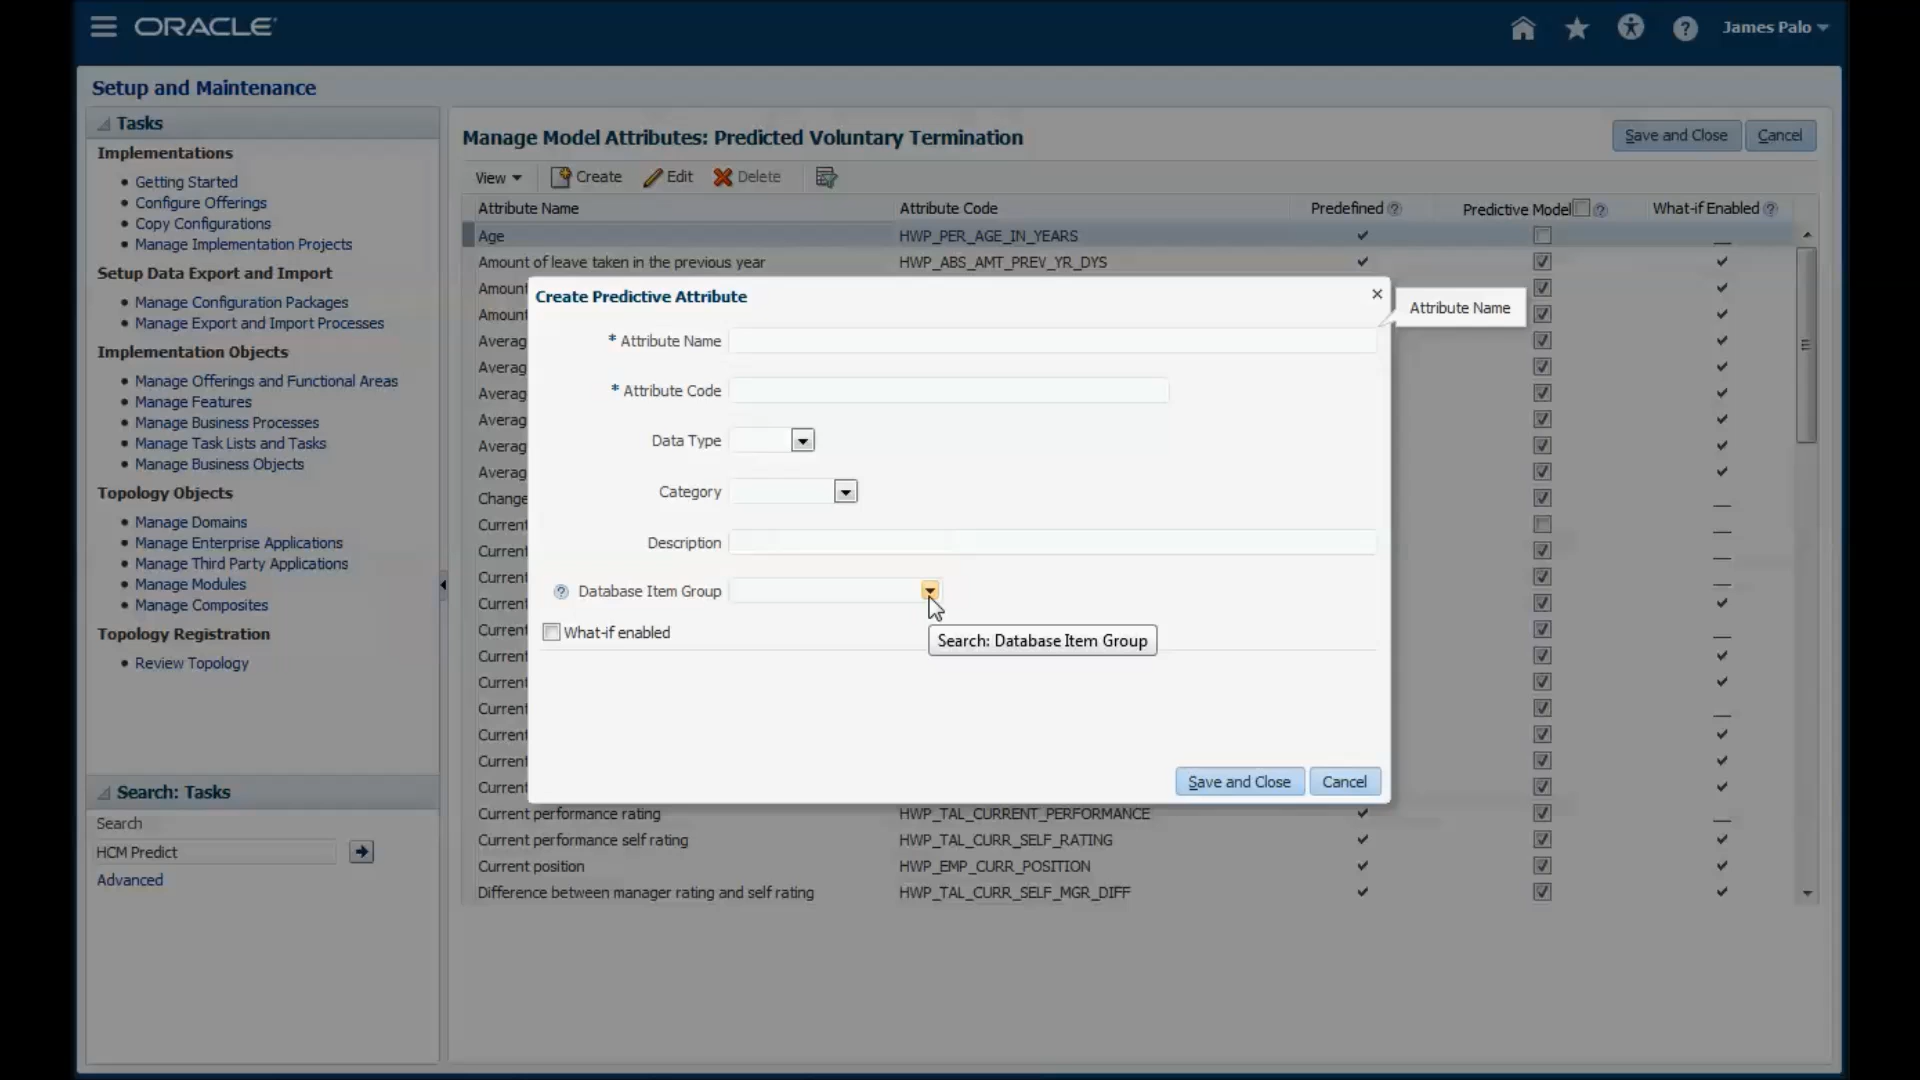 ORACLE
James Palo
Setup and Maintenance
Tasks
Implementations
Getting Started
Configure Offerings
Copy Configurations
Manage Implementation Projects
Setup Data Export and Import
Manage Configuration Packages
Manage Export and Import Processes
Implementation Objects
Manage Offerings and Functional Areas
Manage Features
Manage Business Processes
Manage Task Lists and Tasks
Manage Business Objects
Topology Objects
Manage Domains
Manage Enterprise Applications
Manage Third Party Applications
Manage Modules
Manage Composites
Topology Registration
Review Topology
Search: Tasks
Search
HCM Predict
Advanced
Manage Model Attributes: Predicted Voluntary Termination
Save and Close Cancel
View Create Edit Delete
Attribute Name Attribute Code Predefined Predictive Model What-if Enabled
Age HWP_PER_AGE_IN_YEARS
Amount of leave taken in the previous year HWP_ABS_AMT_PREV_YR_DYS
Amount
Amount
Averag
Averag
Averag
Averag
Averag
Averag
Change
Current
Current
Current
Current
Current
Current
Current
Current
Current
Current
Current
Current performance rating HWP_TAL_CURRENT_PERFORMANCE
Current performance self rating HWP_TAL_CURR_SELF_RATING
Current position HWP_EMP_CURR_POSITION
Difference between manager rating and self rating HWP_TAL_CURR_SELF_MGR_DIFF
Create Predictive Attribute
Attribute Name
* Attribute Name
* Attribute Code
Data Type
Category
Description
Database Item Group
What-if enabled
Search: Database Item Group
Save and Close Cancel